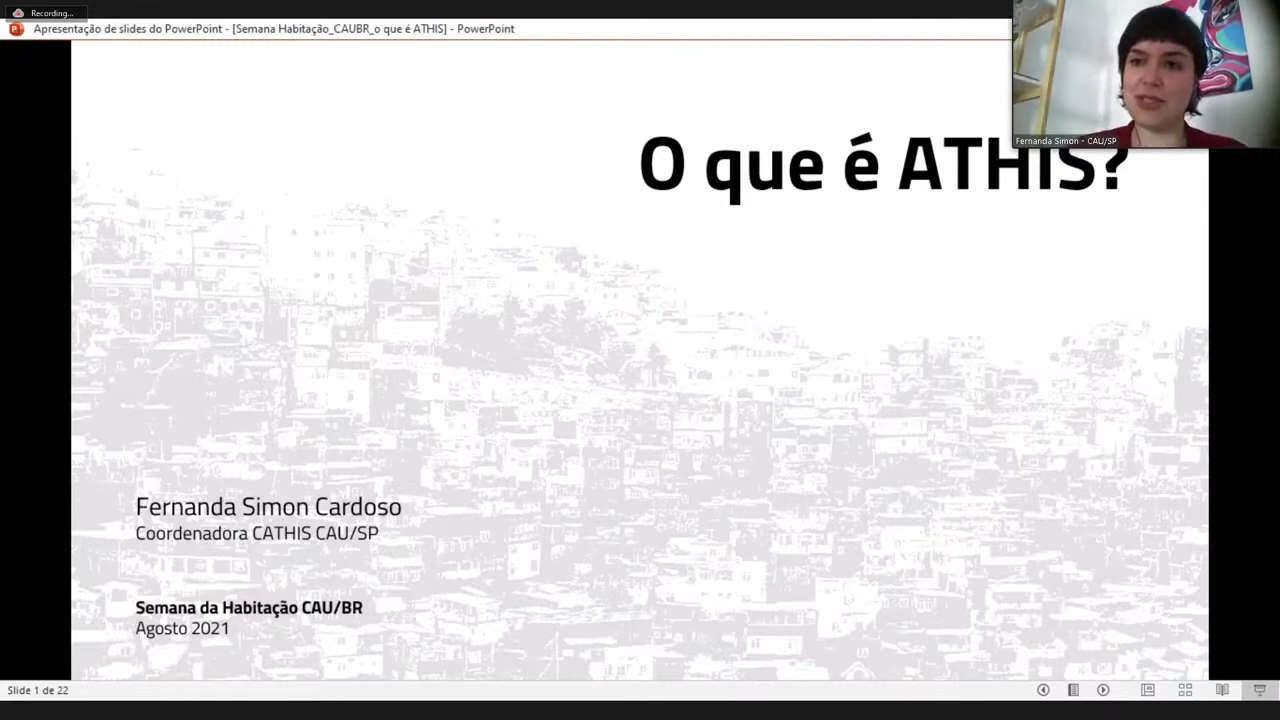 Recording...
Apresentação de slides do PowerPoint - [Semana Habitação_CAUBR_o que é ATHIS] - PowerPoint
Fernanda Simon - CAU/SP
O que é ATHIS?
Fernanda Simon Cardoso
Coordenadora CATHIS CAU/SP
Semana da Habitação CAU/BR
Agosto 2021
Slide 1 de 22